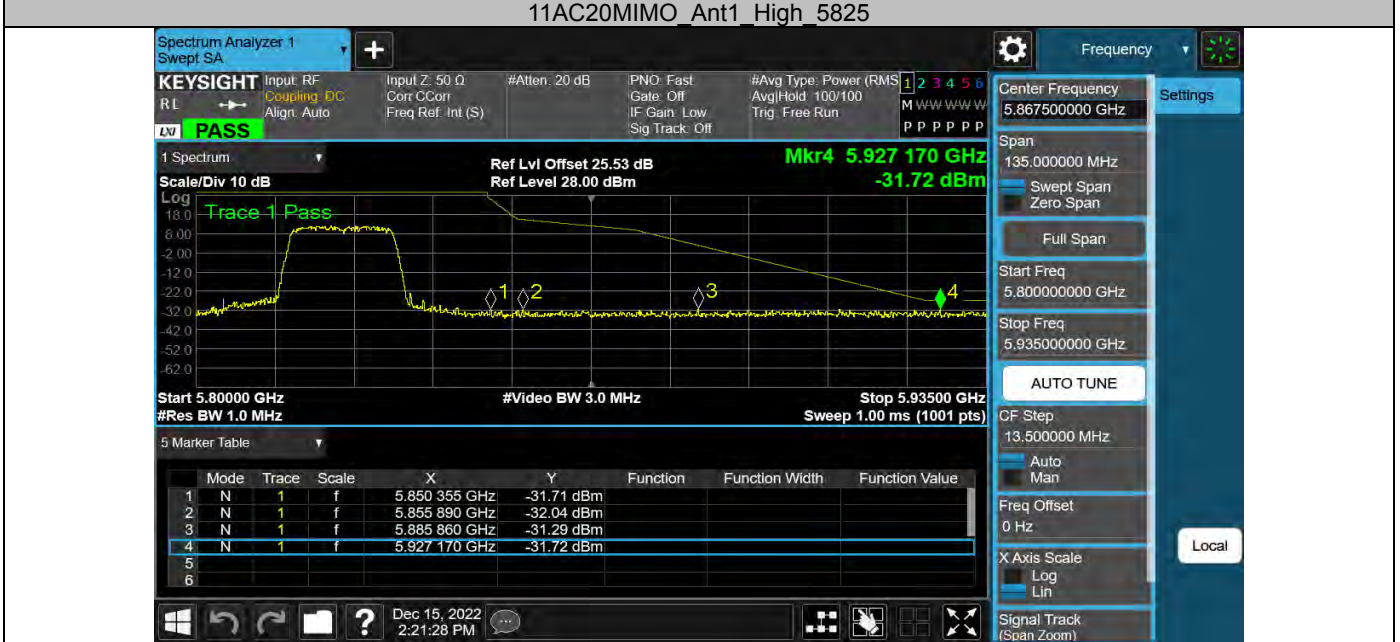 11AC20MIMO_Ant1_High_5825
Spectrum Analyzer 1
Swept SA
+
Frequency
KEYSIGHT Input: RF Input Z: 50 Ω #Atten: 20 dB PNO: Fast #Avg Type: Power (RMS 1 2 3 4 5 6
RL Coupling: DC Corr CCorr Gate: Off Avg|Hold: 100/100 M W W W W W
Align: Auto Freq Ref: Int (S) IF Gain: Low Trig: Free Run
LXI PASS Sig Track: Off P P P P P P
1 Spectrum Ref Lvl Offset 25.53 dB Mkr4 5.927 170 GHz
Scale/Div 10 dB Ref Level 28.00 dBm -31.72 dBm
Log
Trace 1 Pass
18.0
8.00
-2.00
-12.0
-22.0
-32.0
-42.0
-52.0
-62.0
1 2 3 4
Start 5.80000 GHz #Video BW 3.0 MHz Stop 5.93500 GHz
#Res BW 1.0 MHz Sweep 1.00 ms (1001 pts)
5 Marker Table
Mode Trace Scale X Y Function Function Width Function Value
1 N 1 f 5.850 355 GHz -31.71 dBm
2 N 1 f 5.855 890 GHz -32.04 dBm
3 N 1 f 5.885 860 GHz -31.29 dBm
4 N 1 f 5.927 170 GHz -31.72 dBm
5
6
? Dec 15, 2022
2:21:28 PM
Center Frequency
5.867500000 GHz
Settings
Span
135.000000 MHz
Swept Span
Zero Span
Full Span
Start Freq
5.800000000 GHz
Stop Freq
5.935000000 GHz
AUTO TUNE
CF Step
13.500000 MHz
Auto
Man
Freq Offset
0 Hz
Local
X Axis Scale
Log
Lin
Signal Track
(Span Zoom)